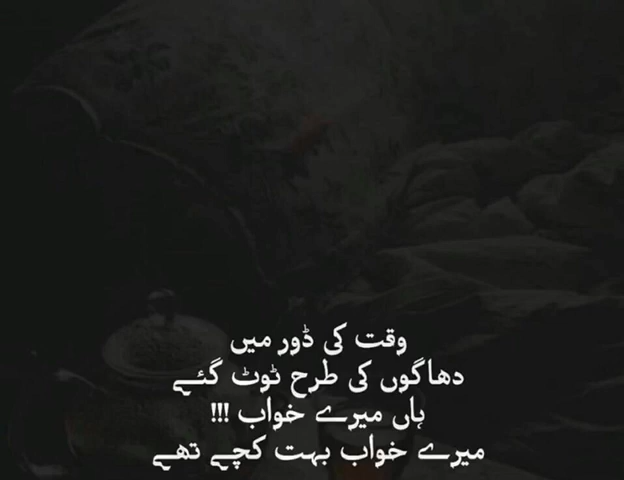 وقت کی ڈور میں
دھاگوں کی طرح ٹوٹ گئے
ہاں میرے خواب !!!
میرے خواب بہت کچے تھے